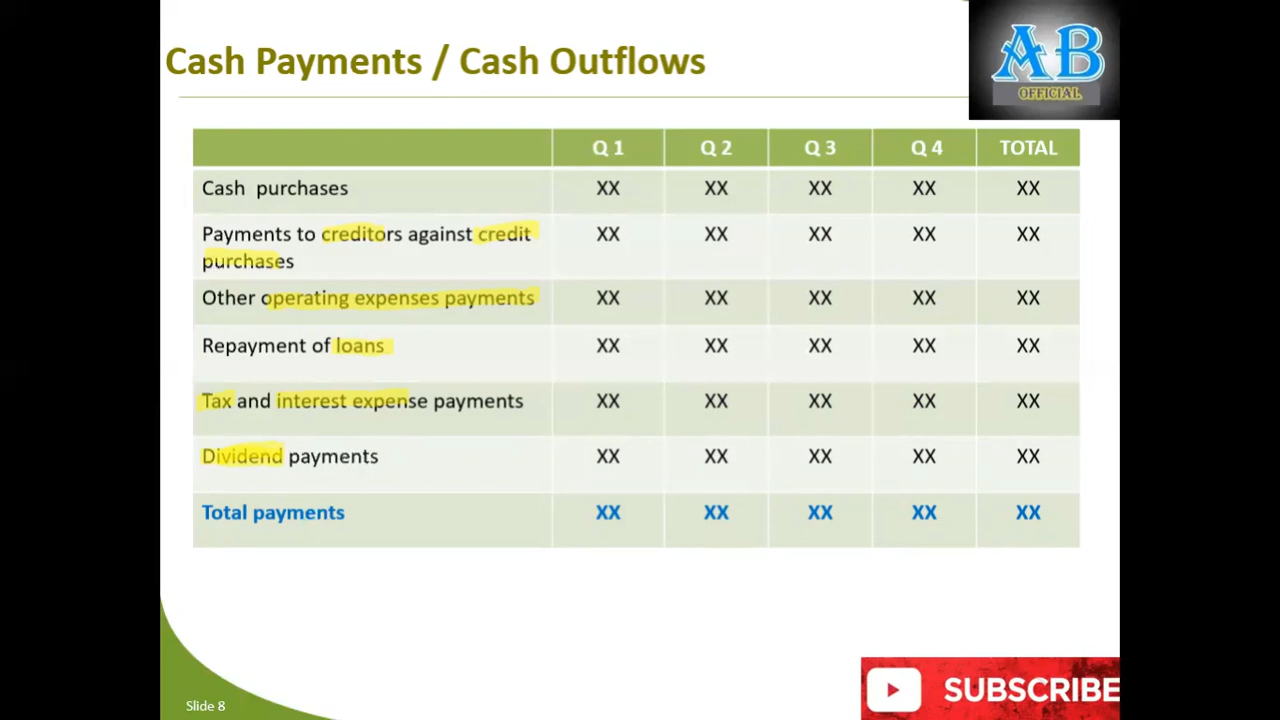 Cash Payments / Cash Outflows
AB
OFFICIAL
Q 1 Q 2 Q 3 Q 4 TOTAL
Cash purchases XX XX XX XX XX
Payments to creditors against credit XX XX XX XX XX
purchases
Other operating expenses payments XX XX XX XX XX
Repayment of loans XX XX XX XX XX
Tax and interest expense payments XX XX XX XX XX
Dividend payments XX XX XX XX XX
Total payments XX XX XX XX XX
Slide 8
SUBSCRIBE